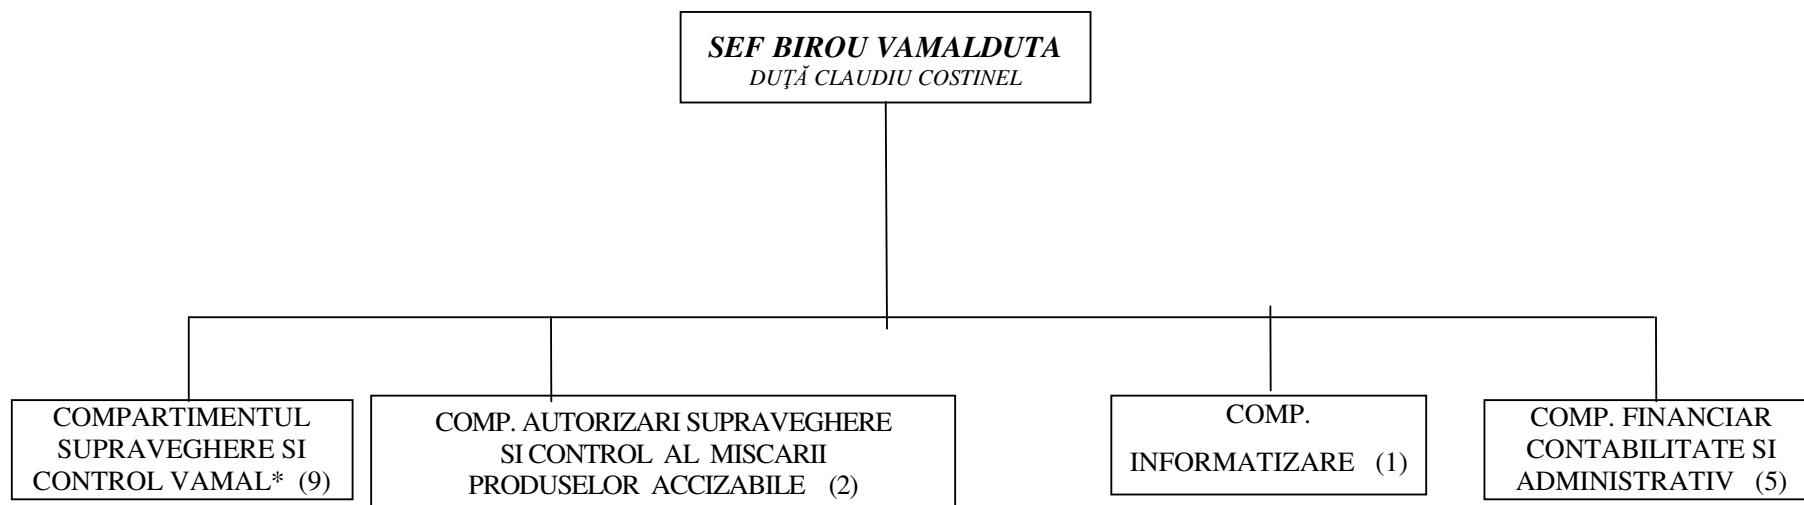 SEF BIROU VAMALDUTA
DUŢĂ CLAUDIU COSTINEL
COMPARTIMENTUL
SUPRAVEGHERE SI
CONTROL VAMAL* (9)
COMP. AUTORIZARI SUPRAVEGHERE
SI CONTROL AL MISCARII
PRODUSELOR ACCIZABILE (2)
COMP.
INFORMATIZARE (1)
COMP. FINANCIAR
CONTABILITATE SI
ADMINISTRATIV (5)